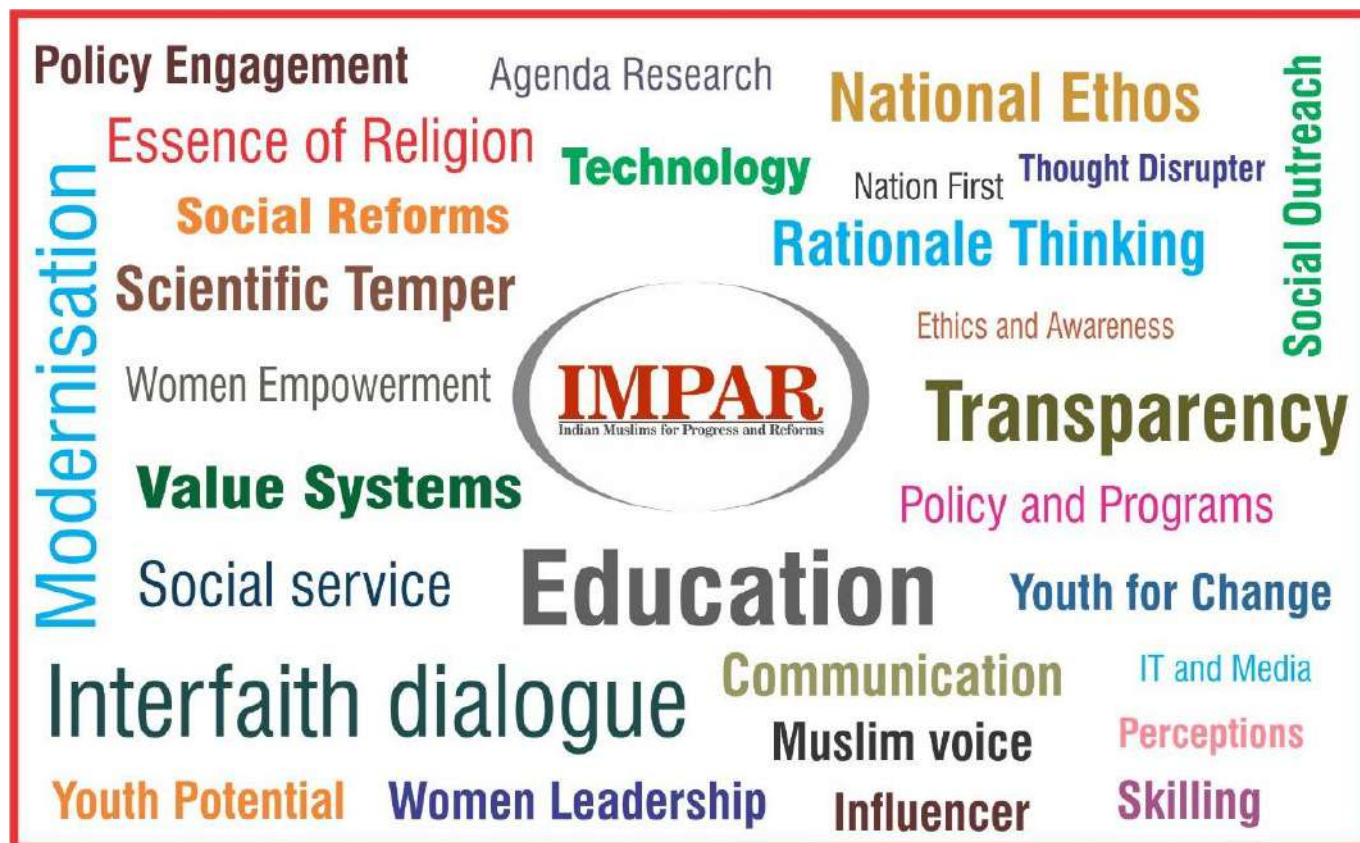 Policy Engagement
Agenda Research
National Ethos
Social Outreach
Essence of Religion
Technology
Nation First
Thought Disrupter
Modernisation
Social Reforms
Rationale Thinking
Scientific Temper
Ethics and Awareness
Women Empowerment
IMPAR
Indian Muslims for Progress and Reforms
Transparency
Value Systems
Policy and Programs
Social service
Education
Youth for Change
Interfaith dialogue
Communication
IT and Media
Muslim voice
Perceptions
Youth Potential
Women Leadership
Influencer
Skilling